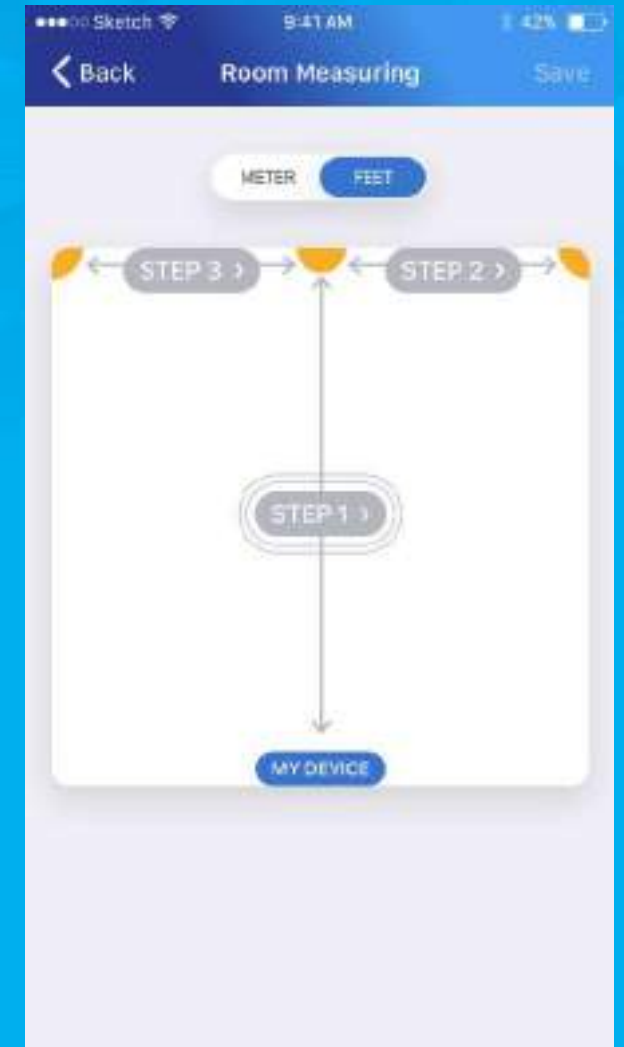 Sketch 9:41 AM 42%
Back Room Measuring Save
METER FEET
STEP 3 STEP 2
STEP 1
MY DEVICE